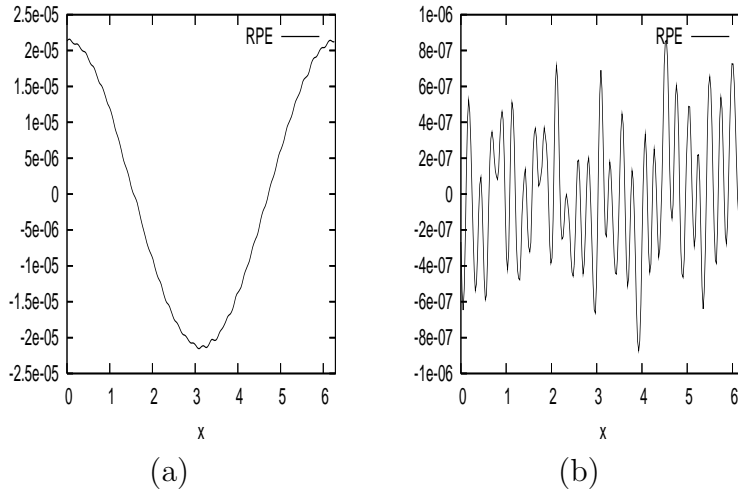 2.5e-05
2e-05
1.5e-05
1e-05
5e-06
0
-5e-06
-1e-05
-1.5e-05
-2e-05
-2.5e-05
RPE
0 1 2 3 4 5 6
x
(a)
1e-06
8e-07
6e-07
4e-07
2e-07
0
-2e-07
-4e-07
-6e-07
-8e-07
-1e-06
RPE
0 1 2 3 4 5 6
x
(b)